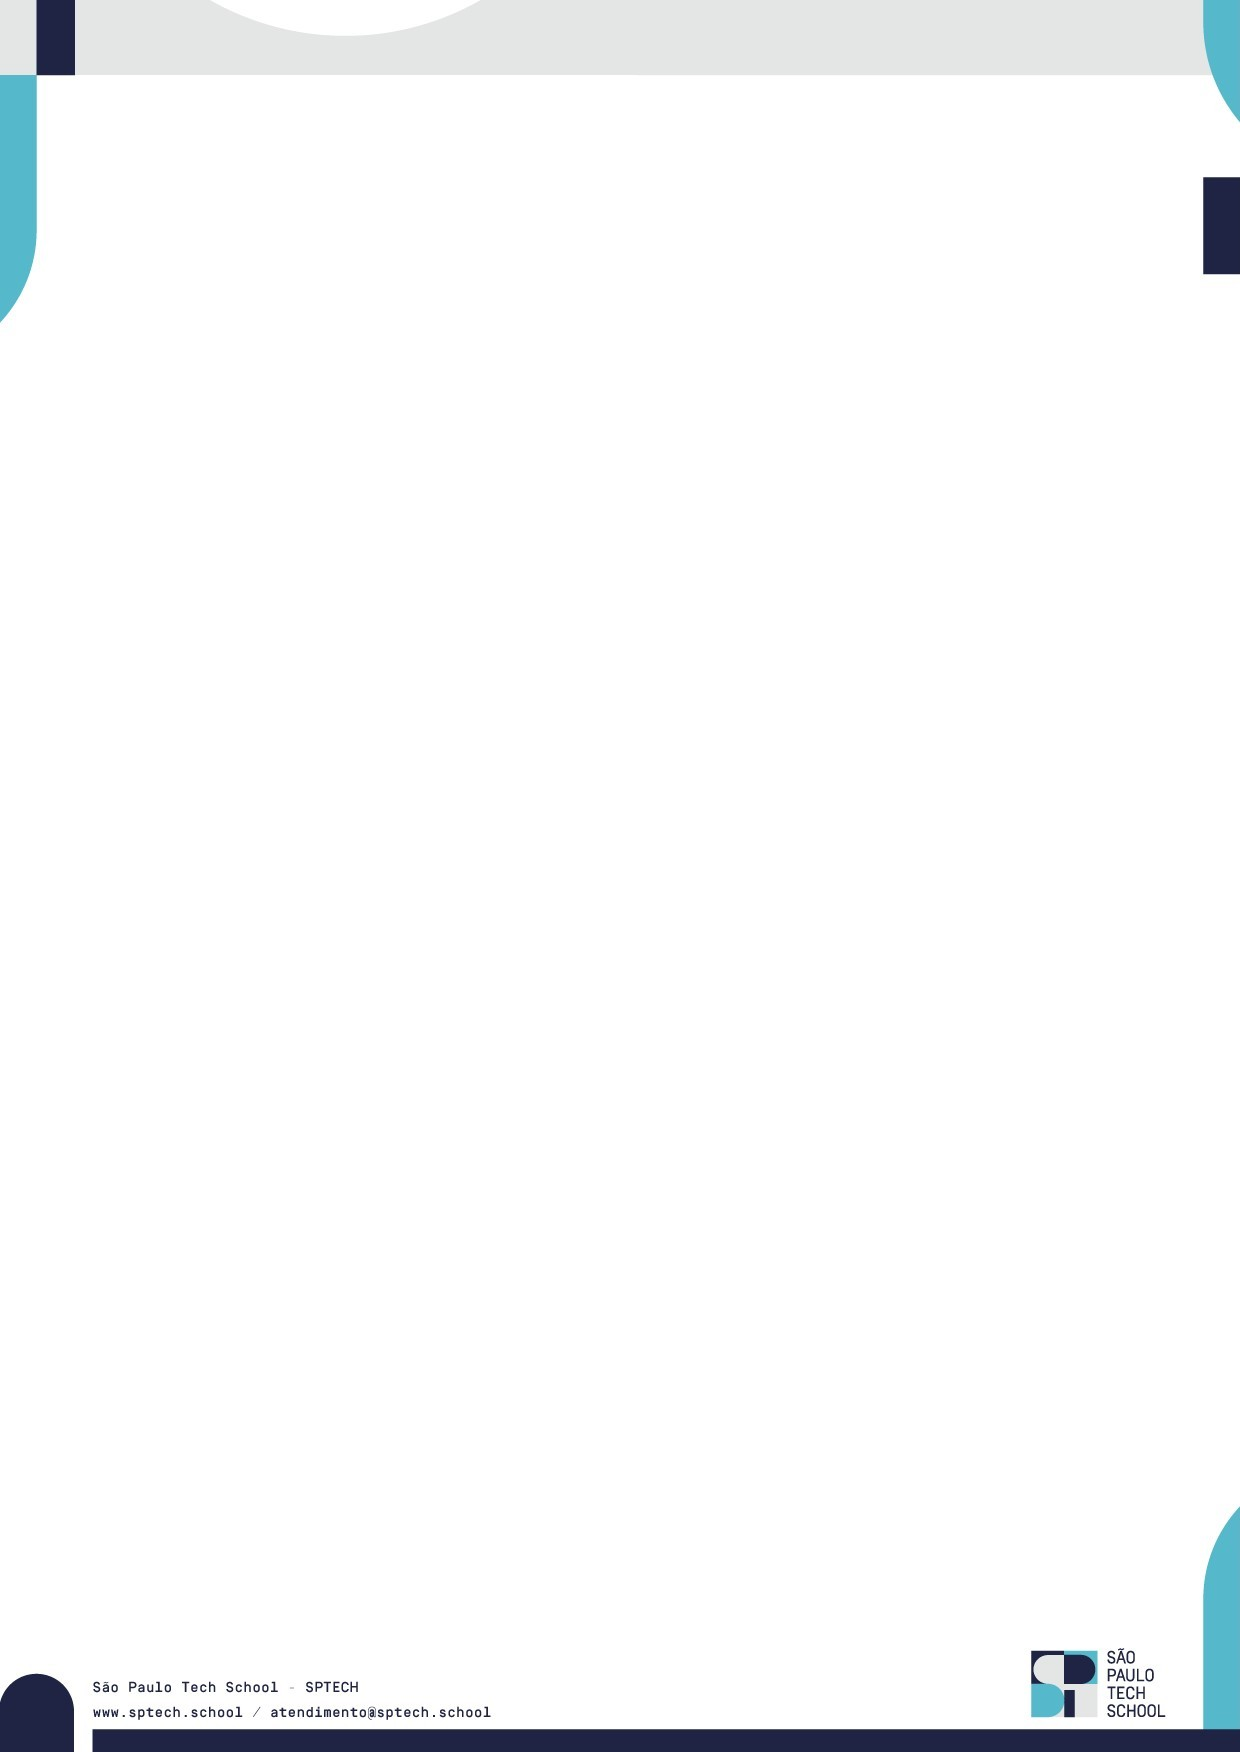 São Paulo Tech School - SPTECH
www.sptech.school / atendimento@sptech.school
SÃO
PAULO
TECH
SCHOOL